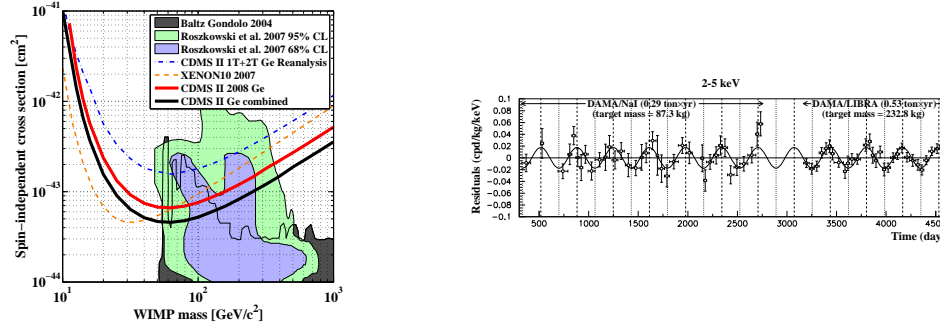 Baltz Gondolo 2004
Roszkowski et al. 2007 95% CL
Roszkowski et al. 2007 68% CL
CDMS II 1T+2T Ge Reanalysis
XENON10 2007
CDMS II 2008 Ge
CDMS II Ge combined
Spin−independent cross section [cm²]
10⁻⁴¹
10⁻⁴²
10⁻⁴³
10⁻⁴⁴
10¹ 10² 10³
WIMP mass [GeV/c²]
2-5 keV
Residuals (cpd/kg/keV)
0.1
0.08
0.06
0.04
0.02
0
-0.02
-0.04
-0.06
-0.08
-0.1
DAMA/NaI (0.29 ton×yr)
(target mass = 87.3 kg)
DAMA/LIBRA (0.53 ton×yr)
(target mass = 232.8 kg)
500 1000 1500 2000 2500 3000 3500 4000 450
Time (day